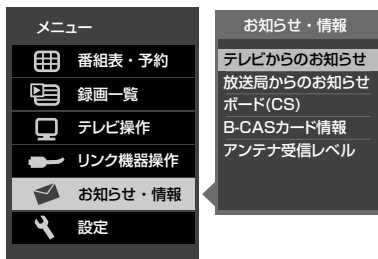 メニュー
番組表・予約
録画一覧
テレビ操作
リンク機器操作
お知らせ・情報
設定
お知らせ・情報
テレビからのお知らせ
放送局からのお知らせ
ボード(CS)
B-CASカード情報
アンテナ受信レベル